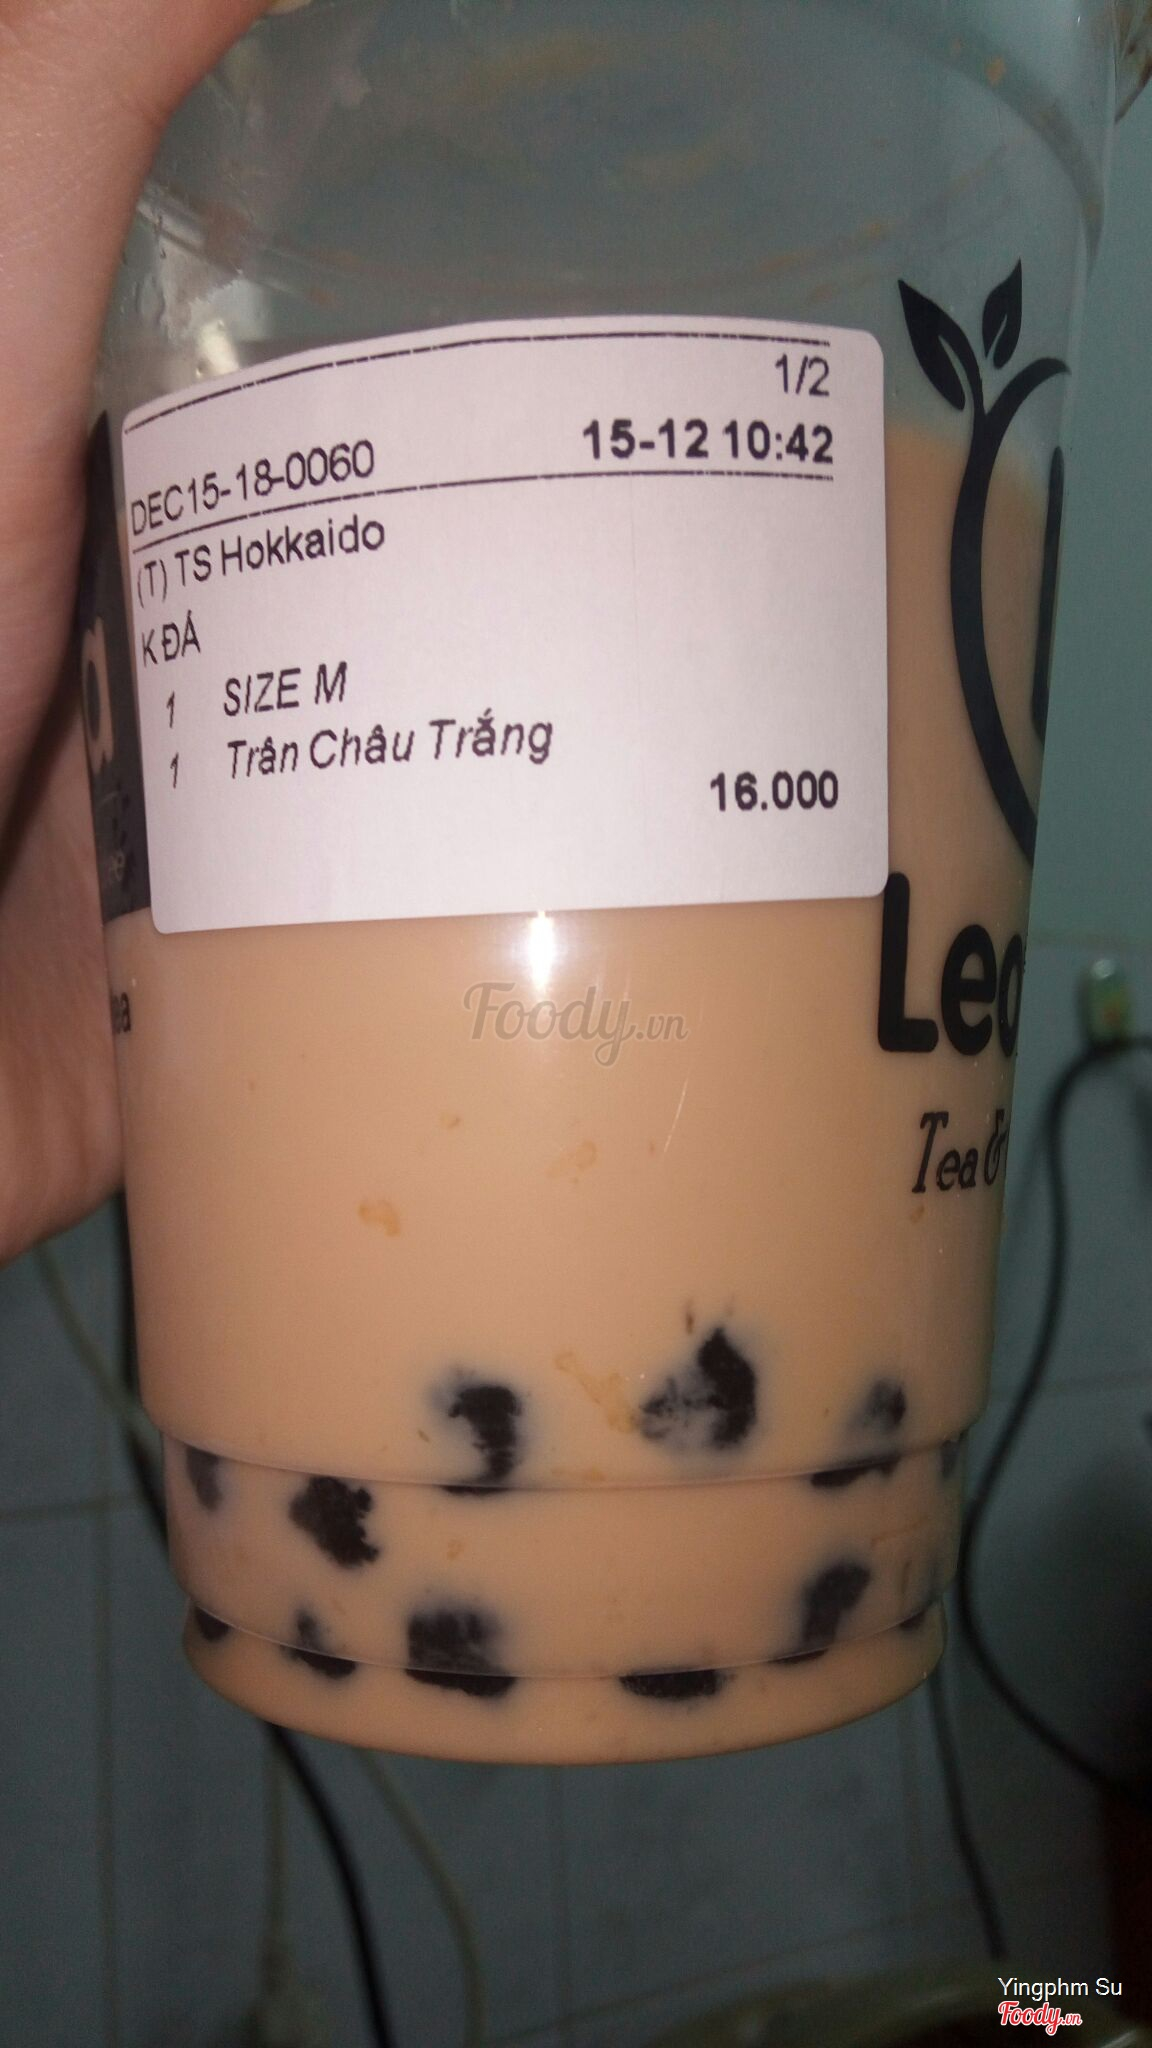 1/2
DEC15-18-0060 15-12 10:42
(T) TS Hokkaido
K ĐÁ
1 SIZE M
1 Trân Châu Trắng
16.000
Tea &
Foody.vn
Yingphm Su
Foody.vn